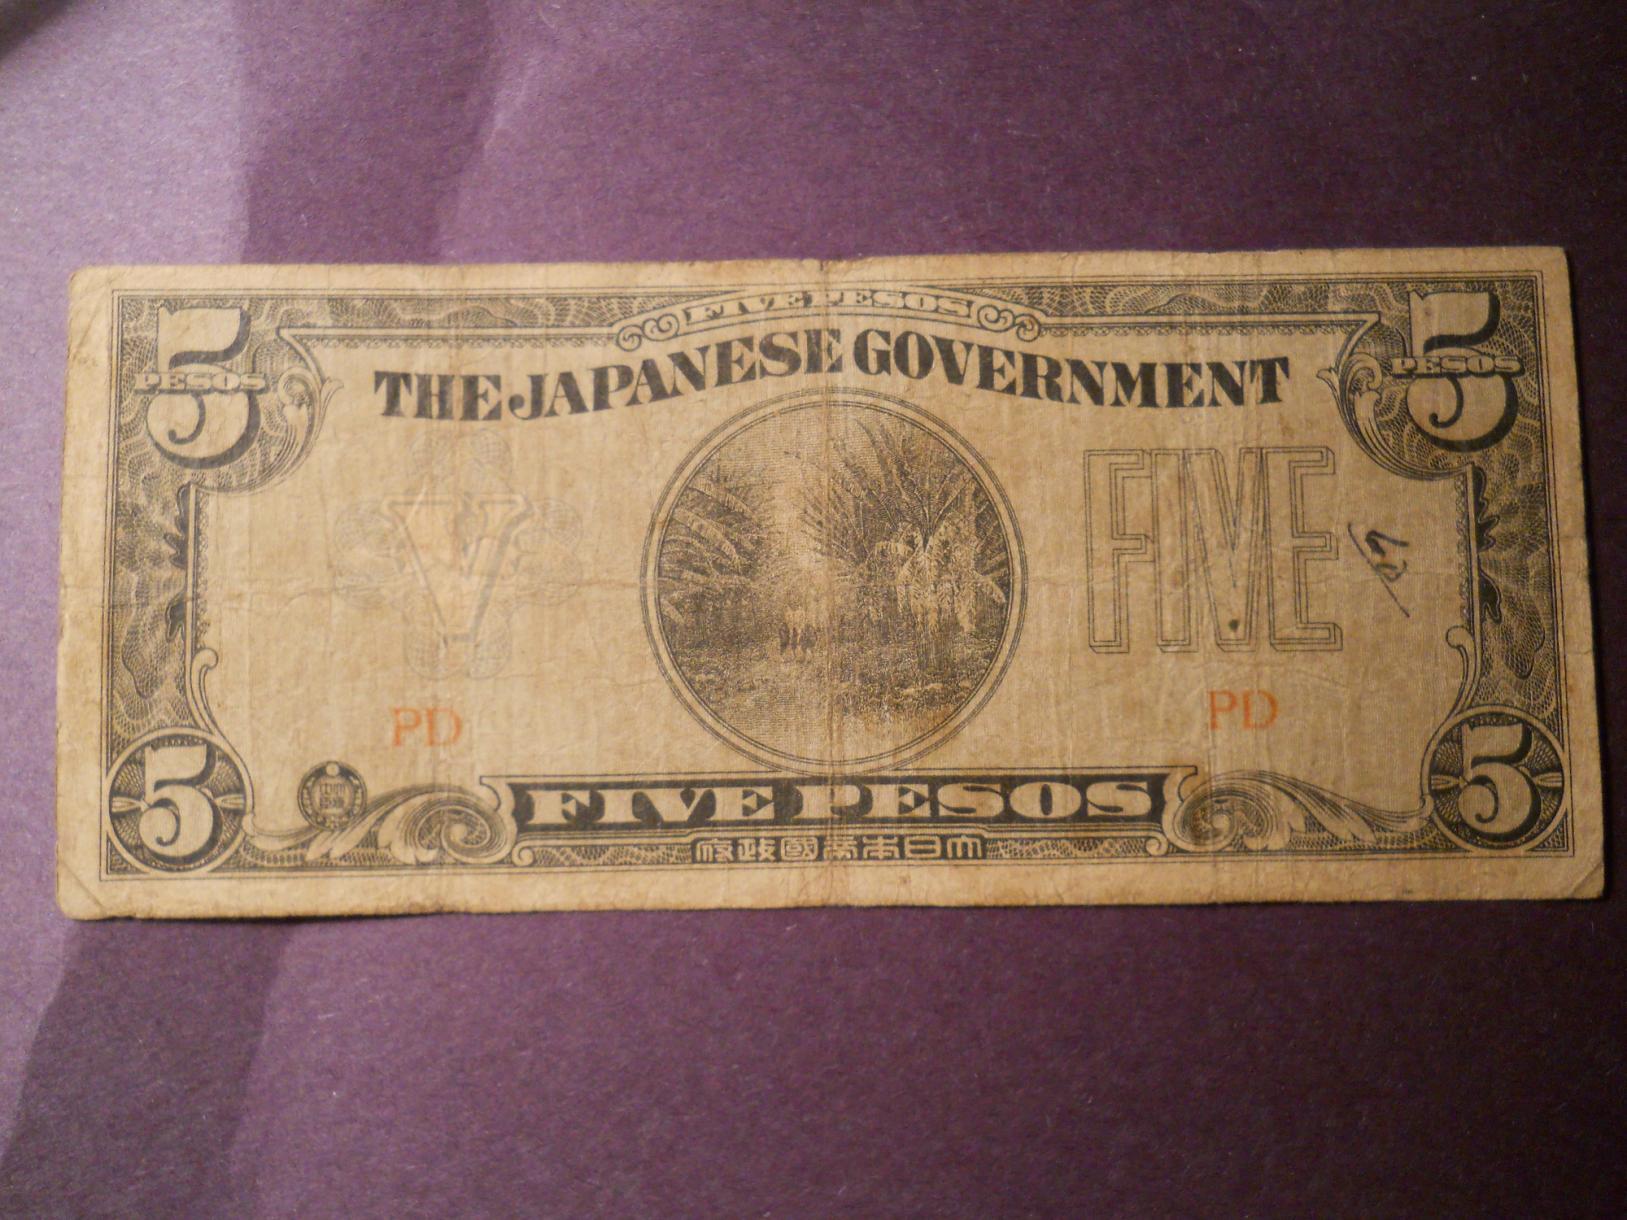 FIVE PESOS
5 PESOS
5 PESOS
THE JAPANESE GOVERNMENT
V
FIVE
PD
PD
5
FIVE PESOS
5
府政國帝本日大